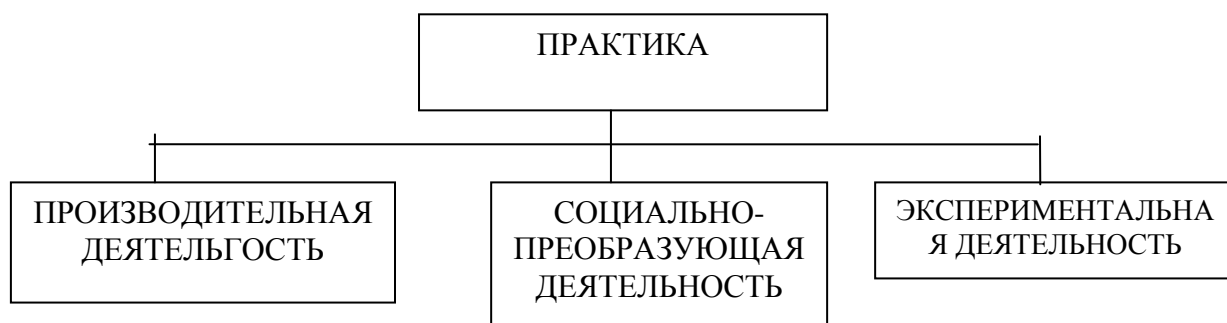 ПРАКТИКА
ПРОИЗВОДИТЕЛЬНАЯ
ДЕЯТЕЛЬГОСТЬ
СОЦИАЛЬНО-
ПРЕОБРАЗУЮЩАЯ
ДЕЯТЕЛЬНОСТЬ
ЭКСПЕРИМЕНТАЛЬНА
Я ДЕЯТЕЛЬНОСТЬ